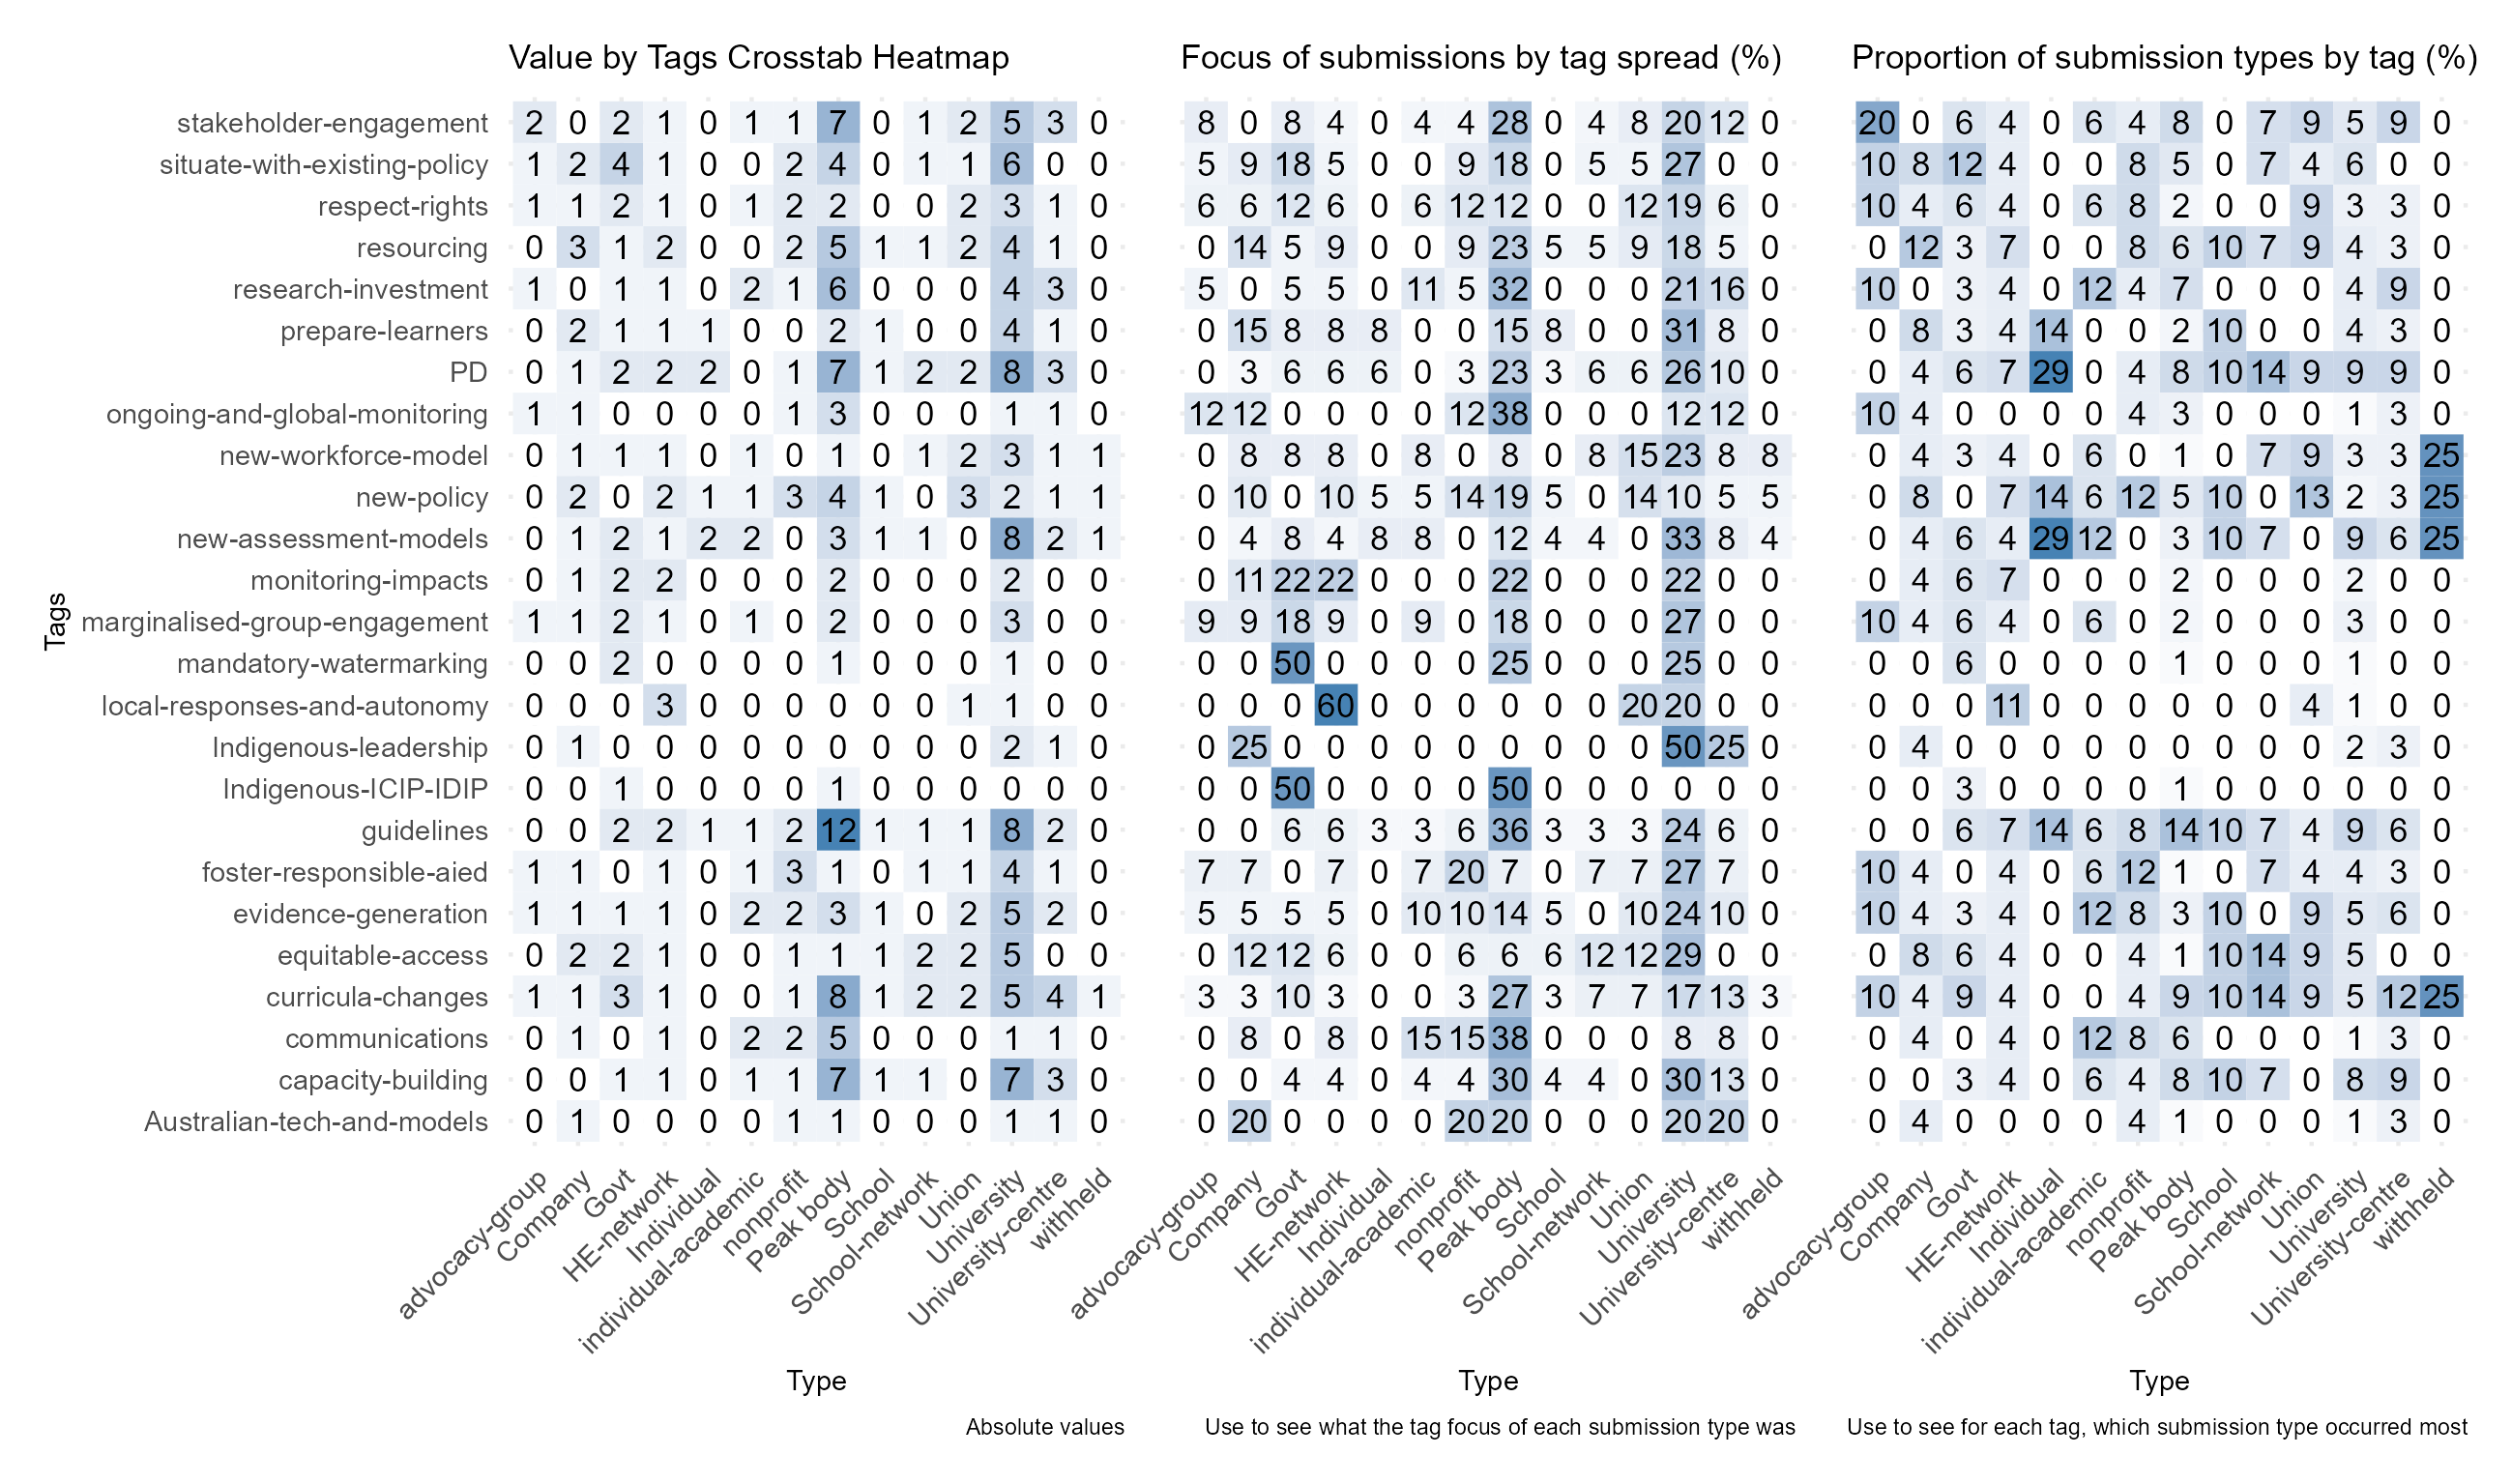 Value by Tags Crosstab Heatmap
Focus of submissions by tag spread (%)
Proportion of submission types by tag (%)
stakeholder-engagement 2 0 2 1 0 1 1 7 0 1 2 5 3 0 8 0 8 4 0 4 4 28 0 4 8 20 12 0 20 0 6 4 0 6 4 8 0 7 9 5 9 0
situate-with-existing-policy 1 2 4 1 0 0 2 4 0 1 1 6 0 0 5 9 18 5 0 0 9 18 0 5 5 27 0 0 10 8 12 4 0 0 8 5 0 7 4 6 0 0
respect-rights 1 1 2 1 0 1 2 2 0 0 2 3 1 0 6 6 12 6 0 6 12 12 0 0 12 19 6 0 10 4 6 4 0 6 8 2 0 0 9 3 3 0
resourcing 0 3 1 2 0 0 2 5 1 1 2 4 1 0 0 14 5 9 0 0 9 23 5 5 9 18 5 0 0 12 3 7 0 0 8 6 10 7 9 4 3 0
research-investment 1 0 1 1 0 2 1 6 0 0 0 4 3 0 5 0 5 5 0 11 5 32 0 0 0 21 16 0 10 0 3 4 0 12 4 7 0 0 0 4 9 0
prepare-learners 0 2 1 1 1 0 0 2 1 0 0 4 1 0 0 15 8 8 8 0 0 15 8 0 0 31 8 0 0 8 3 4 14 0 0 2 10 0 0 4 3 0
PD 0 1 2 2 2 0 1 7 1 2 2 8 3 0 0 3 6 6 6 0 3 23 3 6 6 26 10 0 0 4 6 7 29 0 4 8 10 14 9 9 9 0
ongoing-and-global-monitoring 1 1 0 0 0 0 1 3 0 0 0 1 1 0 12 12 0 0 0 0 12 38 0 0 0 12 12 0 10 4 0 0 0 0 4 3 0 0 0 1 3 0
new-workforce-model 0 1 1 1 0 1 0 1 0 1 2 3 1 1 0 8 8 8 0 8 0 8 0 8 15 23 8 8 0 4 3 4 0 6 0 1 0 7 9 3 3 25
new-policy 0 2 0 2 1 1 3 4 1 0 3 2 1 1 0 10 0 10 5 5 14 19 5 0 14 10 5 5 0 8 0 7 14 6 12 5 10 0 13 2 3 25
new-assessment-models 0 1 2 1 2 2 0 3 1 1 0 8 2 1 0 4 8 4 8 8 0 12 4 4 0 33 8 4 0 4 6 4 29 12 0 3 10 7 0 9 6 25
monitoring-impacts 0 1 2 2 0 0 0 2 0 0 0 2 0 0 0 11 22 22 0 0 0 22 0 0 0 22 0 0 0 4 6 7 0 0 0 2 0 0 0 2 0 0
marginalised-group-engagement 1 1 2 1 0 1 0 2 0 0 0 3 0 0 9 9 18 9 0 9 0 18 0 0 0 27 0 0 10 4 6 4 0 6 0 2 0 0 0 3 0 0
mandatory-watermarking 0 0 2 0 0 0 0 1 0 0 0 1 0 0 0 0 50 0 0 0 0 25 0 0 0 25 0 0 0 0 6 0 0 0 0 1 0 0 0 1 0 0
local-responses-and-autonomy 0 0 0 3 0 0 0 0 0 0 1 1 0 0 0 0 0 60 0 0 0 0 0 0 20 20 0 0 0 0 0 11 0 0 0 0 0 0 4 1 0 0
Indigenous-leadership 0 1 0 0 0 0 0 0 0 0 0 2 1 0 0 25 0 0 0 0 0 0 0 0 0 50 25 0 0 4 0 0 0 0 0 0 0 0 0 2 3 0
Indigenous-ICIP-IDIP 0 0 1 0 0 0 0 1 0 0 0 0 0 0 0 0 50 0 0 0 0 50 0 0 0 0 0 0 0 0 3 0 0 0 0 1 0 0 0 0 0 0
guidelines 0 0 2 2 1 1 2 12 1 1 1 8 2 0 0 0 6 6 3 3 6 36 3 3 3 24 6 0 0 0 6 7 14 6 8 14 10 7 4 9 6 0
foster-responsible-aied 1 1 0 1 0 1 3 1 0 1 1 4 1 0 7 7 0 7 0 7 20 7 0 7 7 27 7 0 10 4 0 4 0 6 12 1 0 7 4 4 3 0
evidence-generation 1 1 1 1 0 2 2 3 1 0 2 5 2 0 5 5 5 5 0 10 10 14 5 0 10 24 10 0 10 4 3 4 0 12 8 3 10 0 9 5 6 0
equitable-access 0 2 2 1 0 0 1 1 1 2 2 5 0 0 0 12 12 6 0 0 6 6 6 12 12 29 0 0 0 8 6 4 0 0 4 1 10 14 9 5 0 0
curricula-changes 1 1 3 1 0 0 1 8 1 2 2 5 4 1 3 3 10 3 0 0 3 27 3 7 7 17 13 3 10 4 9 4 0 0 4 9 10 14 9 5 12 25
communications 0 1 0 1 0 2 2 5 0 0 0 1 1 0 0 8 0 8 0 15 15 38 0 0 0 8 8 0 0 4 0 4 0 12 8 6 0 0 0 1 3 0
capacity-building 0 0 1 1 0 1 1 7 1 1 0 7 3 0 0 0 4 4 0 4 4 30 4 4 0 30 13 0 0 0 3 4 0 6 4 8 10 7 0 8 9 0
Australian-tech-and-models 0 1 0 0 0 0 1 1 0 0 0 1 1 0 0 20 0 0 0 0 20 20 0 0 0 20 20 0 0 4 0 0 0 0 4 1 0 0 0 1 3 0
Tags
advocacy-group
Company
Govt
HE-network
Individual
individual-academic
nonprofit
Peak body
School
School-network
Union
University
University-centre
withheld
advocacy-group
Company
Govt
HE-network
Individual
individual-academic
nonprofit
Peak body
School
School-network
Union
University
University-centre
withheld
advocacy-group
Company
Govt
HE-network
Individual
individual-academic
nonprofit
Peak body
School
School-network
Union
University
University-centre
withheld
Type
Type
Type
Absolute values
Use to see what the tag focus of each submission type was
Use to see for each tag, which submission type occurred most